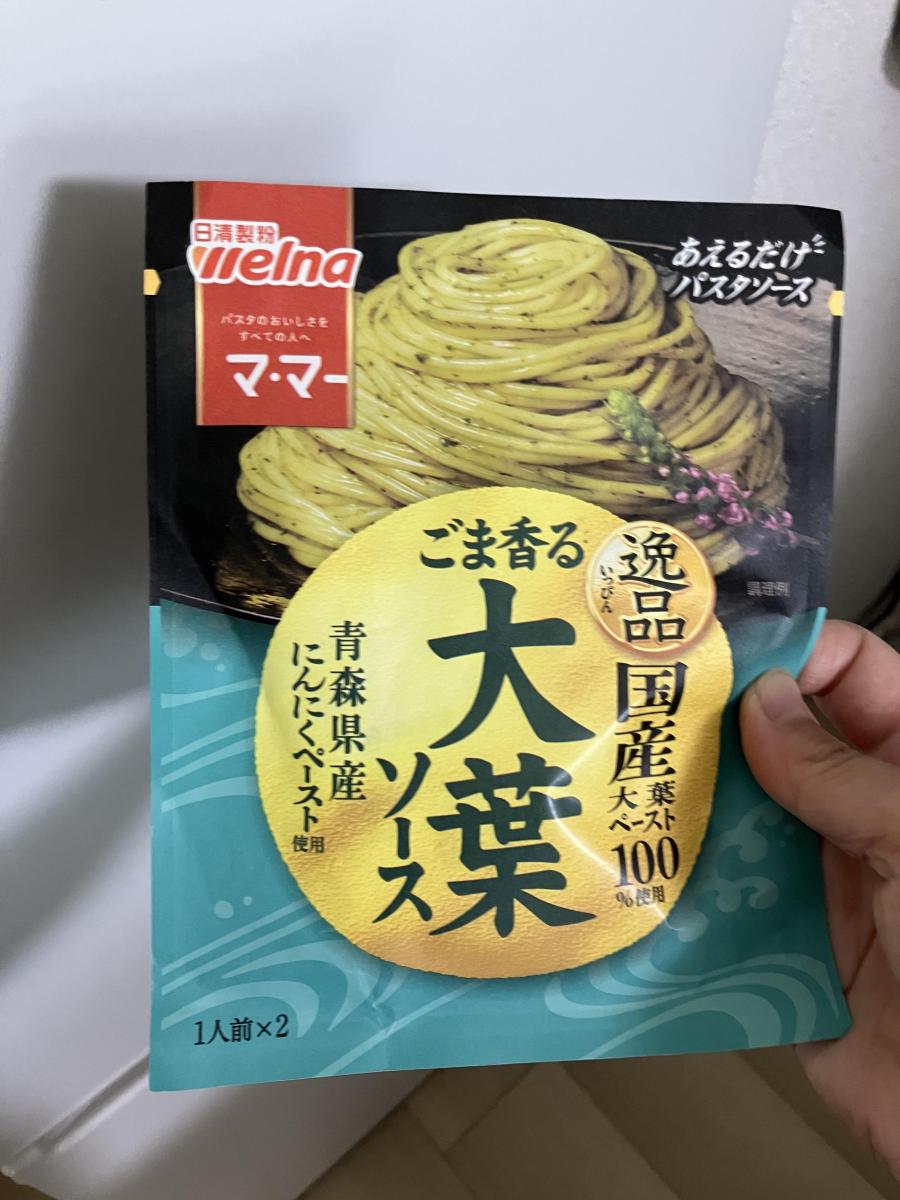 日清製粉
Welna
パスタのおいしさを
すべての人へ
マ・マー
あえるだけ
パスタソース
調理例
逸品
いっぴん
国産
大葉
ペースト
100
%使用
ごま香る
大葉
ソース
青森県産
にんにくペースト
使用
1人前×2